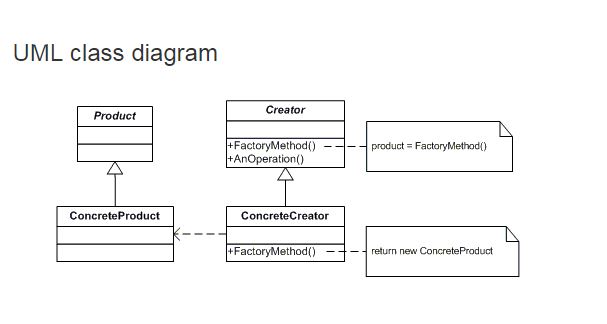 UML class diagram
Product
Creator
+FactoryMethod()
+AnOperation()
product = FactoryMethod()
ConcreteProduct
ConcreteCreator
+FactoryMethod()
return new ConcreteProduct